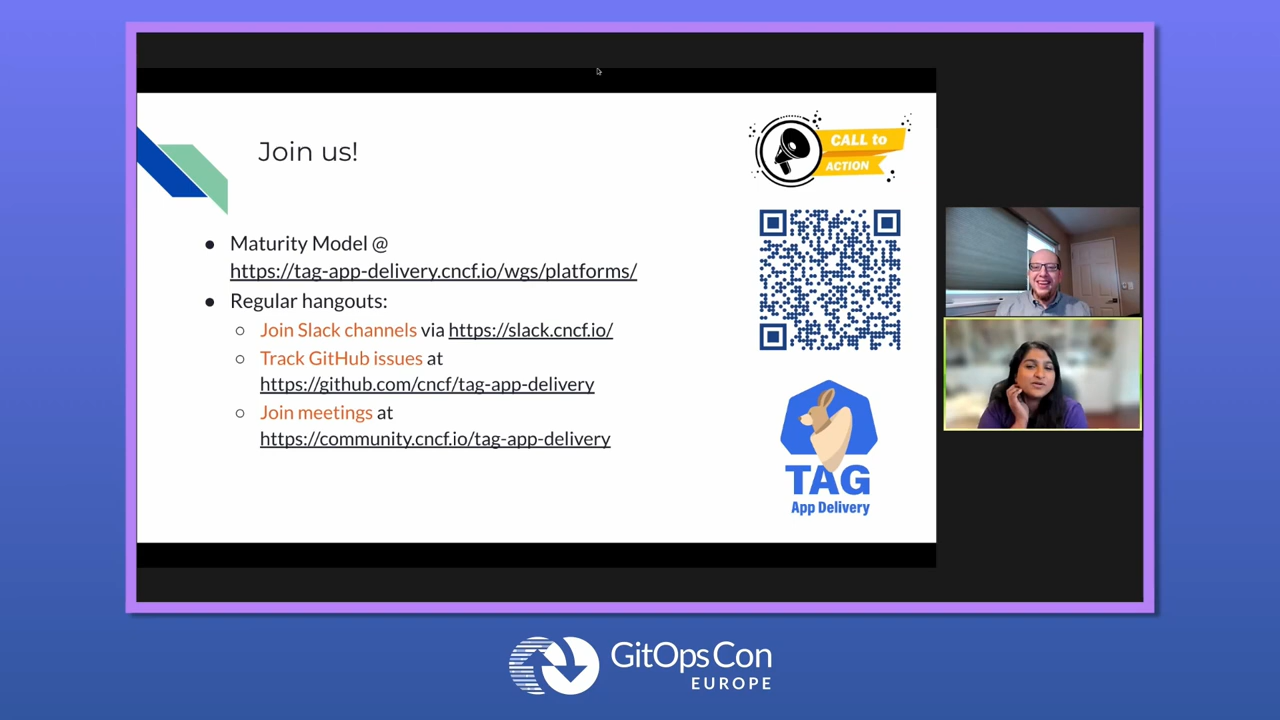 Join us!
CALL to
ACTION
● Maturity Model @
https://tag-app-delivery.cncf.io/wgs/platforms/
● Regular hangouts:
○ Join Slack channels via https://slack.cncf.io/
○ Track GitHub issues at
https://github.com/cncf/tag-app-delivery
○ Join meetings at
https://community.cncf.io/tag-app-delivery
TAG
App Delivery
GitOpsCon
EUROPE